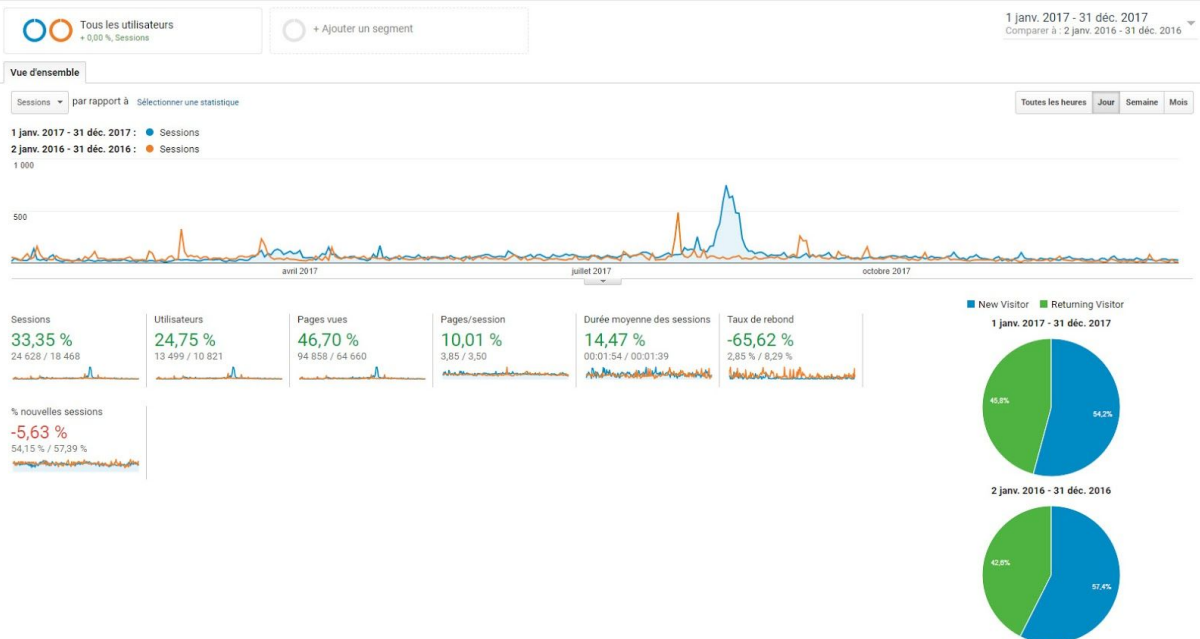 Tous les utilisateurs
+ 0,00 %, Sessions
+ Ajouter un segment
1 janv. 2017 - 31 déc. 2017
Comparer à : 2 janv. 2016 - 31 déc. 2016
Vue d'ensemble
Sessions par rapport à Sélectionner une statistique
Toutes les heures Jour Semaine Mois
1 janv. 2017 - 31 déc. 2017 : Sessions
2 janv. 2016 - 31 déc. 2016 : Sessions
1 000
500
avril 2017 juillet 2017 octobre 2017
Sessions
33,35 %
24 628 / 18 468
Utilisateurs
24,75 %
13 499 / 10 821
Pages vues
46,70 %
94 858 / 64 660
Pages/session
10,01 %
3,85 / 3,50
Durée moyenne des sessions
14,47 %
00:01:54 / 00:01:39
Taux de rebond
-65,62 %
2,85 % / 8,29 %
% nouvelles sessions
-5,63 %
54,15 % / 57,39 %
New Visitor Returning Visitor
1 janv. 2017 - 31 déc. 2017
45,8%
54,2%
2 janv. 2016 - 31 déc. 2016
42,6%
57,4%